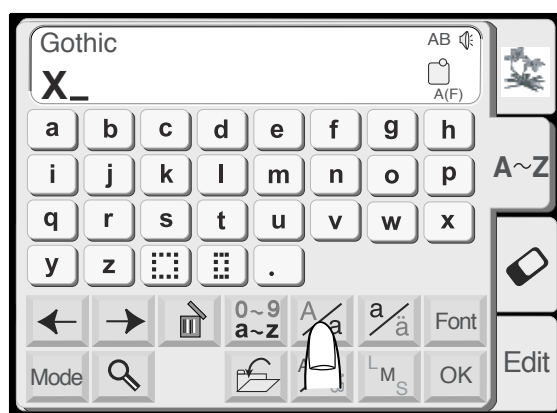 Gothic
AB
X_
A(F)
a b c d e f g h
i j k l m n o p
q r s t u v w x
y z .
A~Z
0~9
a~z
A/a
a/ä
Font
Mode
L M S
OK
Edit